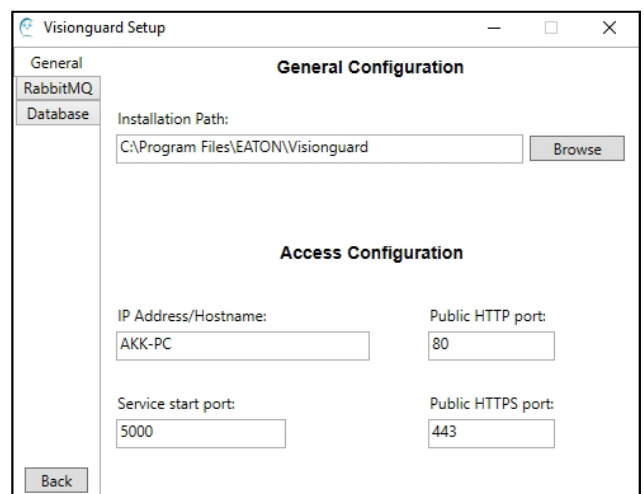 Visionguard Setup
General
RabbitMQ
Database
General Configuration
Installation Path:
C:\Program Files\EATON\Visionguard
Browse
Access Configuration
IP Address/Hostname:
Public HTTP port:
AKK-PC
80
Service start port:
Public HTTPS port:
5000
443
Back